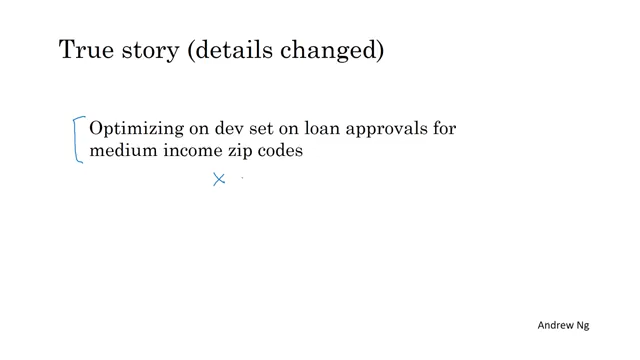 True story (details changed)
Optimizing on dev set on loan approvals for
medium income zip codes
x
Andrew Ng